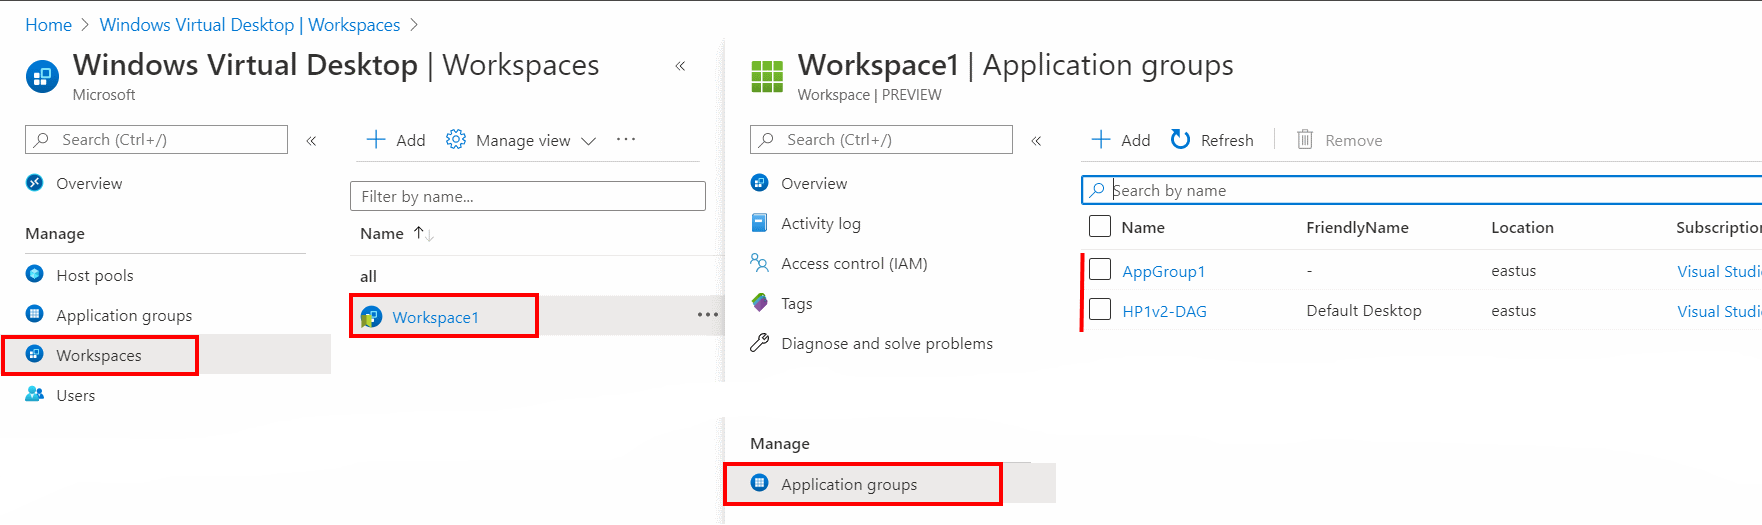 Home > Windows Virtual Desktop | Workspaces >
Windows Virtual Desktop | Workspaces
Microsoft
Search (Ctrl+/)
Overview
Manage
Host pools
Application groups
Workspaces
Users
Add Manage view
Filter by name...
Name
all
Workspace1
Workspace1 | Application groups
Workspace | PREVIEW
Search (Ctrl+/)
Overview
Activity log
Access control (IAM)
Tags
Diagnose and solve problems
Manage
Application groups
Add Refresh Remove
Search by name
Name FriendlyName Location Subscription
AppGroup1 - eastus Visual Studi
HP1v2-DAG Default Desktop eastus Visual Studi